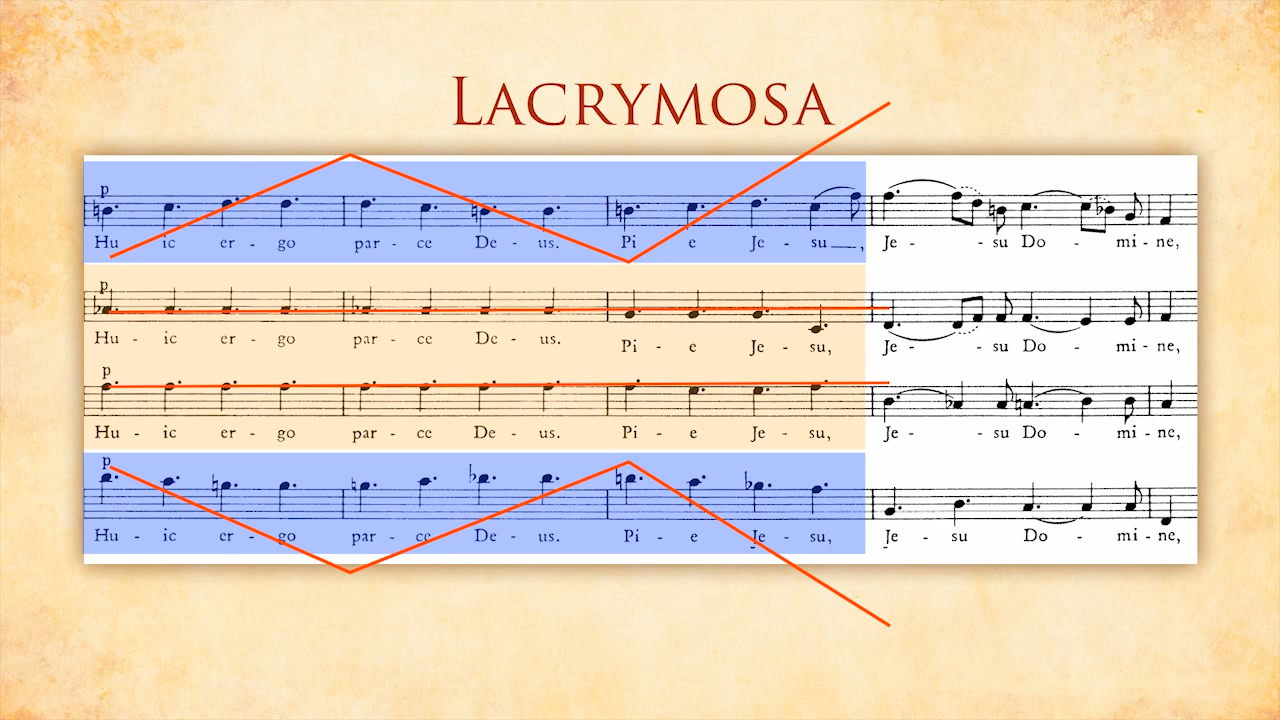 LACRYMOSA
p
Hu - ic er - go par - ce De - us. Pi - e Je - su___, Je - su Do - mi - ne,
p
Hu - ic er - go par - ce De - us. Pi - e Je - su, Je - su Do - mi - ne,
p
Hu - ic er - go par - ce De - us. Pi - e Je - su, Je - su Do - mi - ne,
p
Hu - ic er - go par - ce De - us. Pi - e Je - su, Je - su Do - mi - ne,